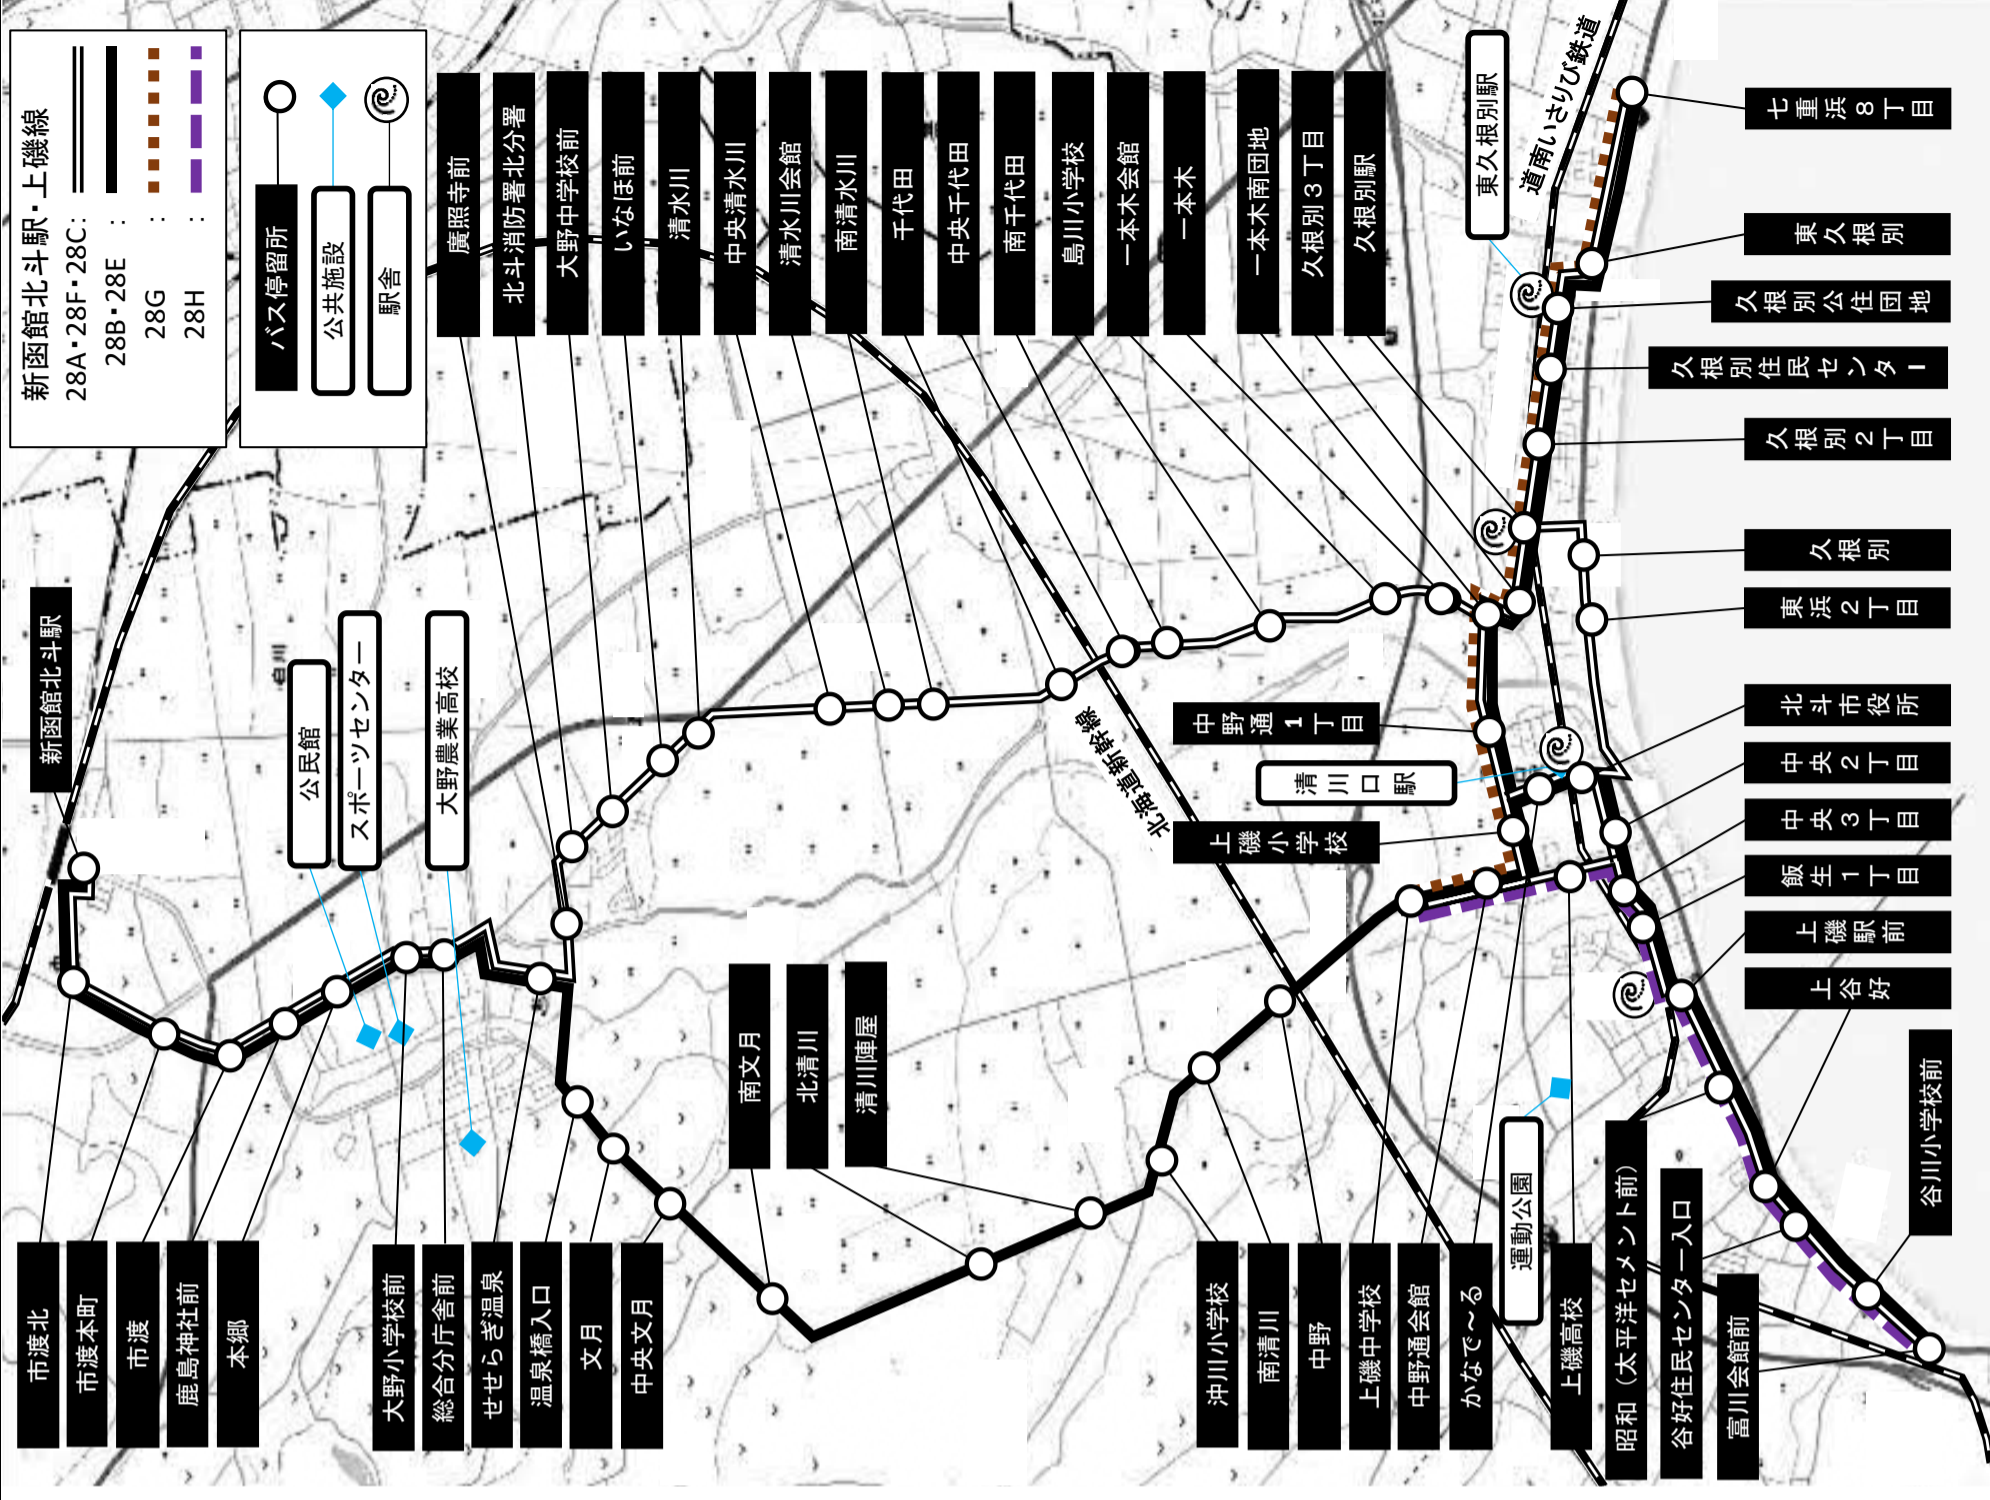 新函館北斗駅・上磯線
28A・28F・28C:
28B・28E :
28G :
28H :
バス停留所
公共施設
駅舎
廣照寺前
北斗消防署北分署
大野中学校前
いなほ前
清水川
中央清水川
清水川会館
南清水川
千代田
中央千代田
南千代田
島川小学校
一本木会館
一本木
一本木南団地
久根別3丁目
久根別駅
東久根別駅
道南いさりび鉄道
七重浜8丁目
東久根別
久根別公住団地
久根別住民センター
久根別2丁目
久根別
東浜2丁目
北斗市役所
中央2丁目
中央3丁目
飯生1丁目
上磯駅前
上谷好
谷川小学校前
新函館北斗駅
公民館
スポーツセンター
大野農業高校
中野通1丁目
清川口駅
上磯小学校
北海道新幹線
南文月
北清川
清川陣屋
市渡北
市渡本町
市渡
鹿島神社前
本郷
大野小学校前
総合分庁舎前
せせらぎ温泉
温泉橋入口
文月
中央文月
沖川小学校
南清川
中野
上磯中学校
中野通会館
かなで～る
運動公園
上磯高校
昭和（太平洋セメント前）
谷好住民センター入口
富川会館前